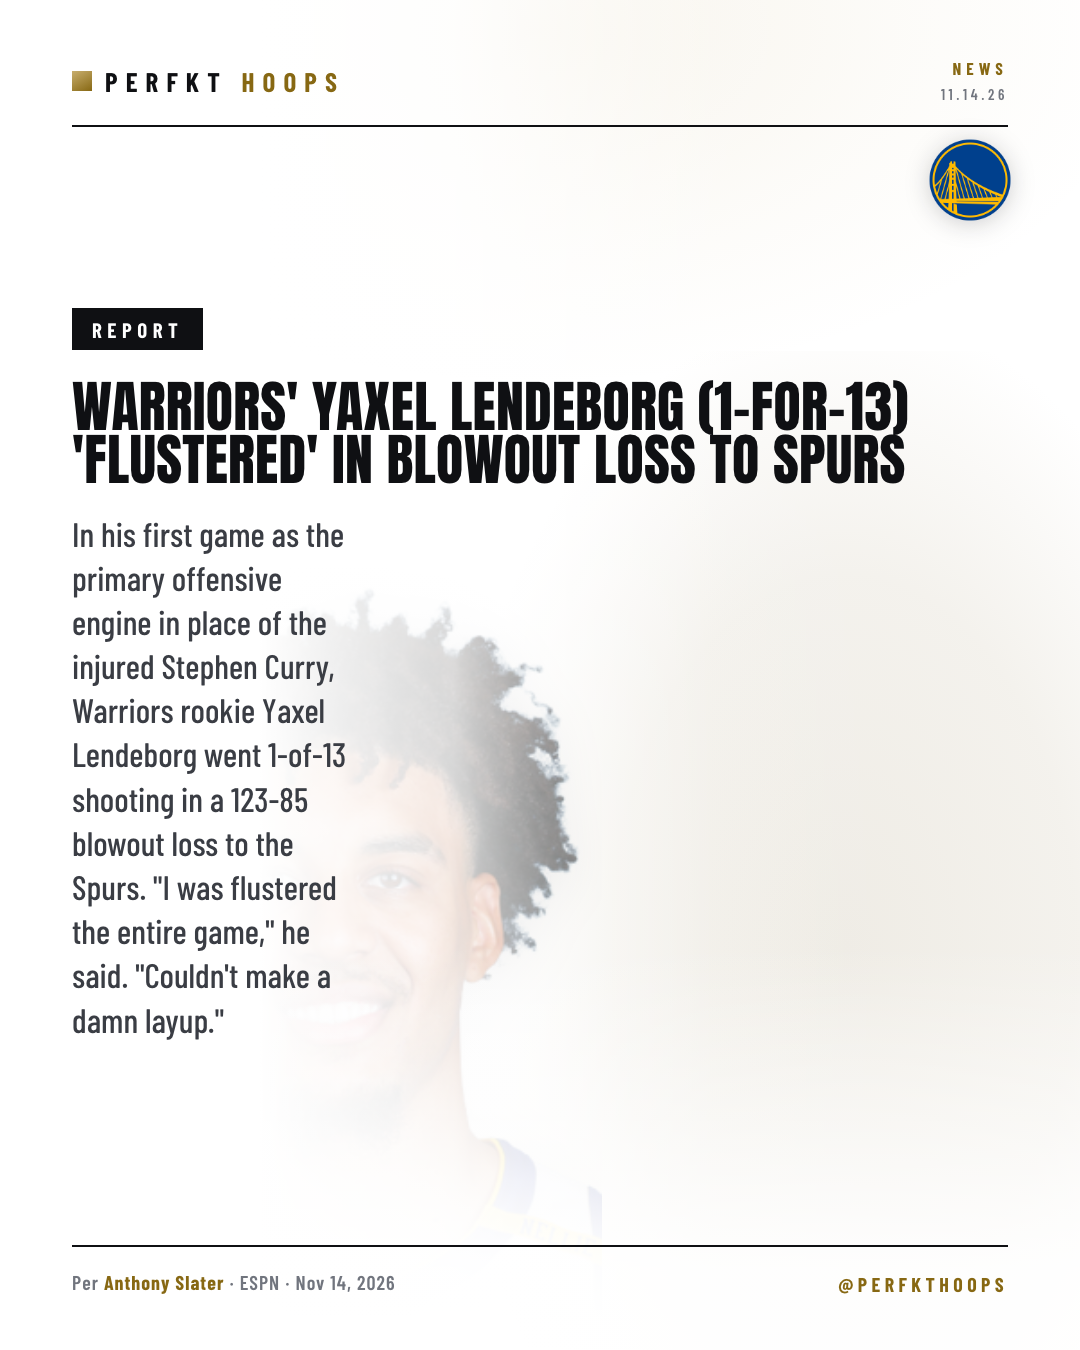 PERFKT HOOPS
NEWS
11.14.26
REPORT
WARRIORS' YAXEL LENDEBORG (1-FOR-13)
'FLUSTERED' IN BLOWOUT LOSS TO SPURS
In his first game as the
primary offensive
engine in place of the
injured Stephen Curry,
Warriors rookie Yaxel
Lendeborg went 1-of-13
shooting in a 123-85
blowout loss to the
Spurs. "I was flustered
the entire game," he
said. "Couldn't make a
damn layup."
Per Anthony Slater · ESPN · Nov 14, 2026
@PERFKTHOOPS